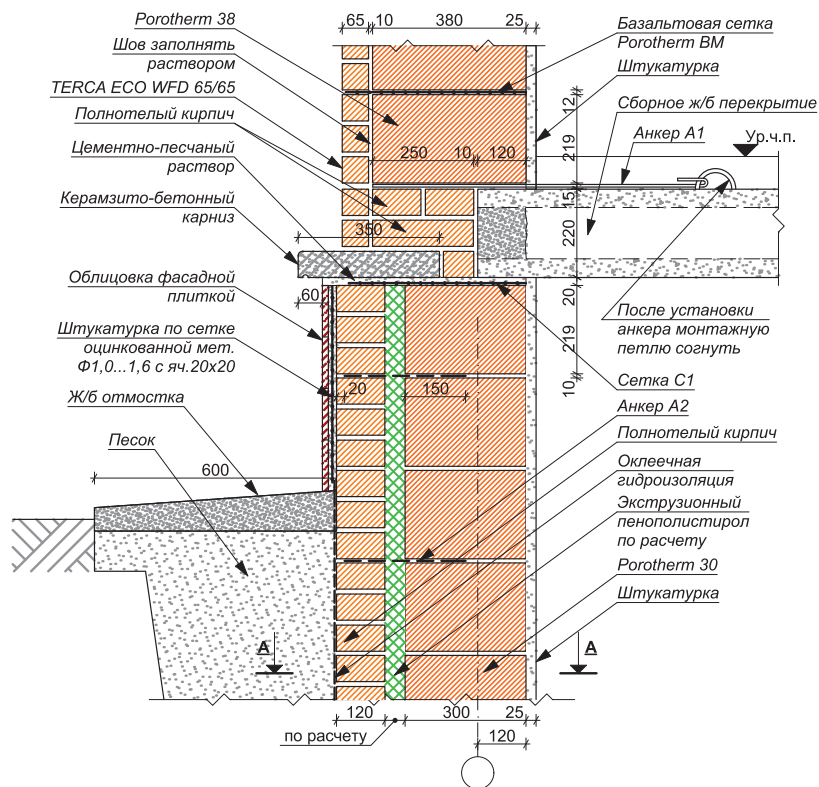 65 10 380 25
Porotherm 38
Шов заполнять
раствором
TERCA ECO WFD 65/65
Полнотелый кирпич
Цементно-песчаный
раствор
Керамзито-бетонный
карниз
Облицовка фасадной
плиткой
Штукатурка по сетке
оцинкованной мет.
Ф1,0...1,6 с яч.20х20
Ж/б отмостка
Песок
600
Базальтовая сетка
Porotherm BM
Штукатурка
Сборное ж/б перекрытие
Анкер А1
Ур.ч.п.
12
219
15
220
20
219
10
250 10 120
350
60
20 150
После установки
анкера монтажную
петлю согнуть
Сетка С1
Анкер А2
Полнотелый кирпич
Оклеечная
гидроизоляция
Экструзионный
пенополистирол
по расчету
Porotherm 30
Штукатурка
А А
120 300 25
по расчету
120